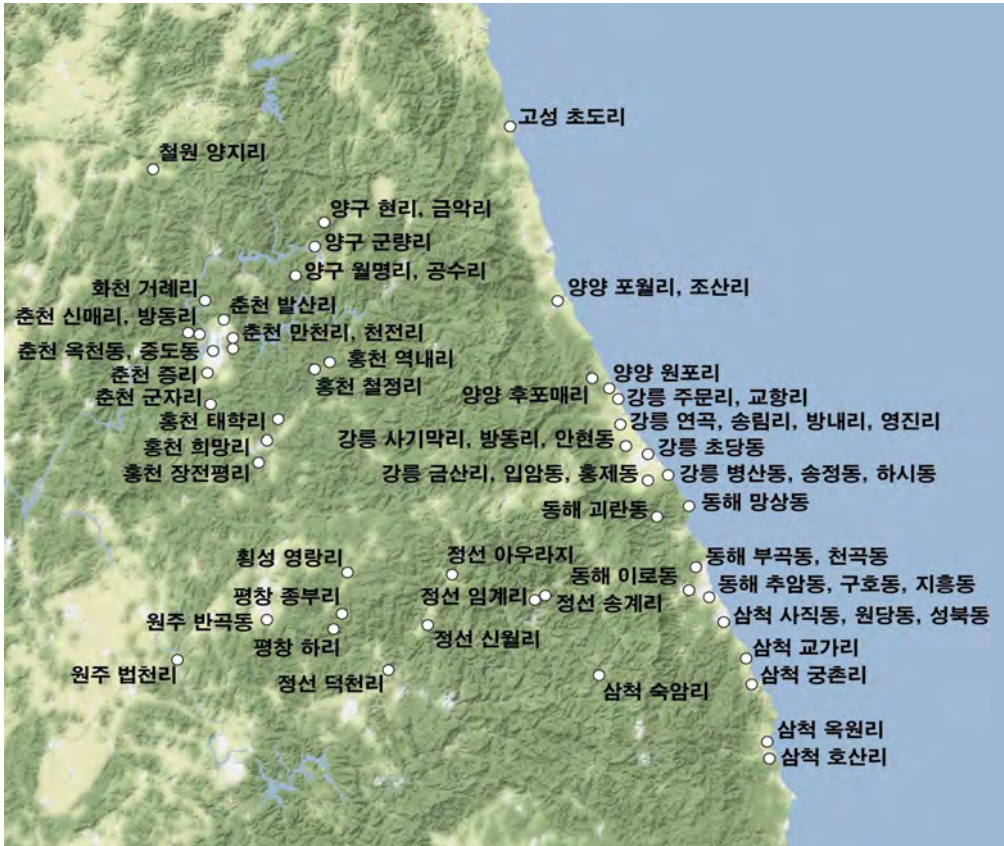 고성 초도리
철원 양지리
양구 현리, 금악리
양구 군량리
양구 월명리, 공수리
화천 거례리
양양 포월리, 조산리
춘천 발산리
춘천 신매리, 방동리
춘천 만천리, 천전리
춘천 옥천동, 중도동
홍천 역내리
춘천 증리
홍천 철정리
양양 원포리
양양 후포매리
춘천 군자리
강릉 주문리, 교항리
홍천 태학리
강릉 연곡, 송림리, 방내리, 영진리
홍천 희망리
강릉 사기막리, 방동리, 안현동
강릉 초당동
홍천 장전평리
강릉 금산리, 입암동, 홍제동
강릉 병산동, 송정동, 하시동
동해 망상동
동해 괴란동
횡성 영랑리
정선 아우라지
동해 부곡동, 천곡동
동해 이로동
동해 추암동, 구호동, 지흥동
평창 종부리
정선 임계리
정선 송계리
원주 반곡동
삼척 사직동, 원당동, 성북동
평창 하리
정선 신월리
삼척 교가리
원주 법천리
정선 덕천리
삼척 궁촌리
삼척 숙암리
삼척 옥원리
삼척 호산리